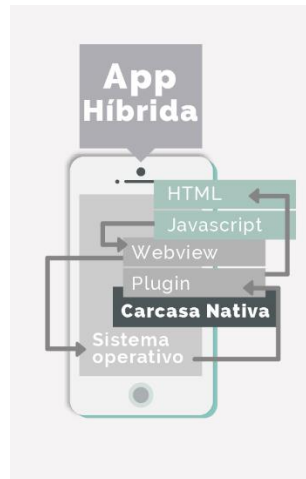 App
Híbrida
HTML
Javascript
Webview
Plugin
Carcasa Nativa
Sistema
operativo